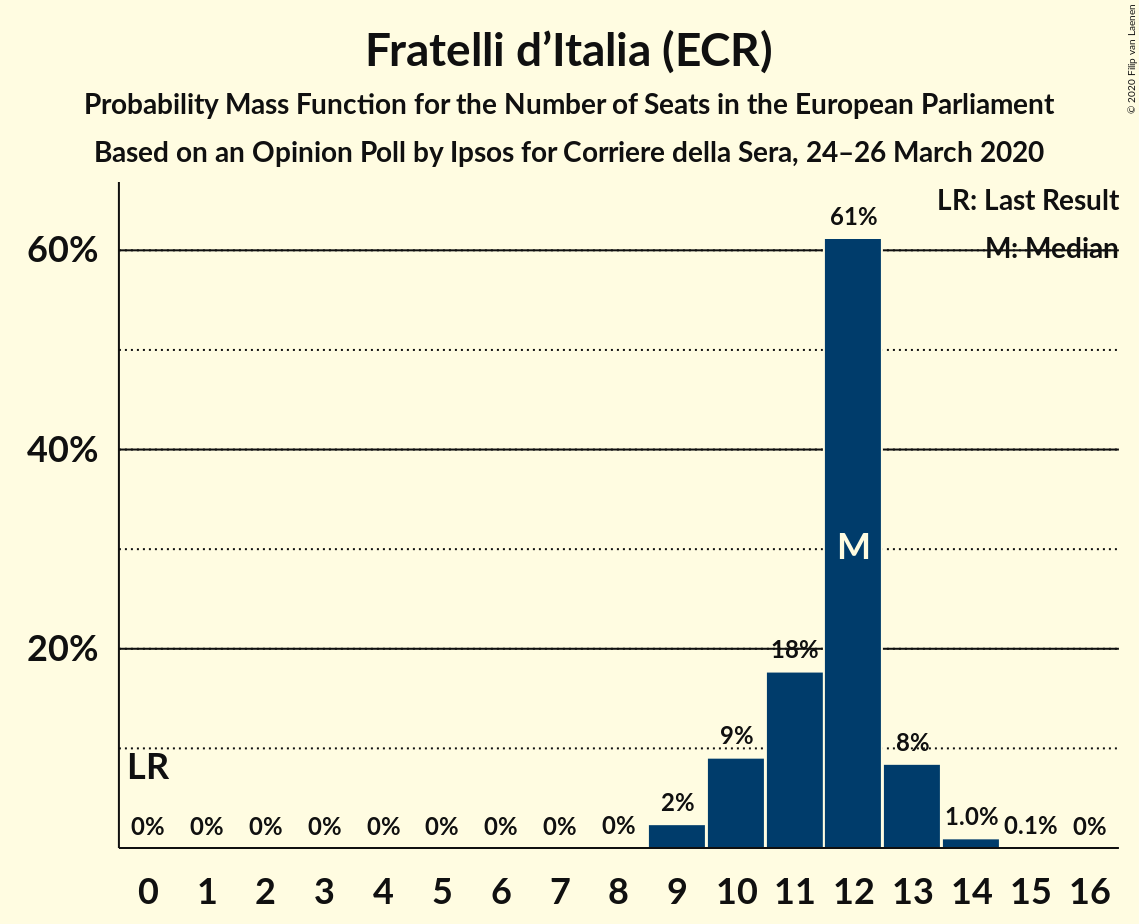 Fratelli d’Italia (ECR)
Probability Mass Function for the Number of Seats in the European Parliament
Based on an Opinion Poll by Ipsos for Corriere della Sera, 24–26 March 2020
© 2020 Filip van Laenen
LR: Last Result
M: Median
60%
40%
20%
61%
M
18%
9%
8%
LR
2%
1.0%
0% 0% 0% 0% 0% 0% 0% 0% 0% 0.1% 0%
0 1 2 3 4 5 6 7 8 9 10 11 12 13 14 15 16